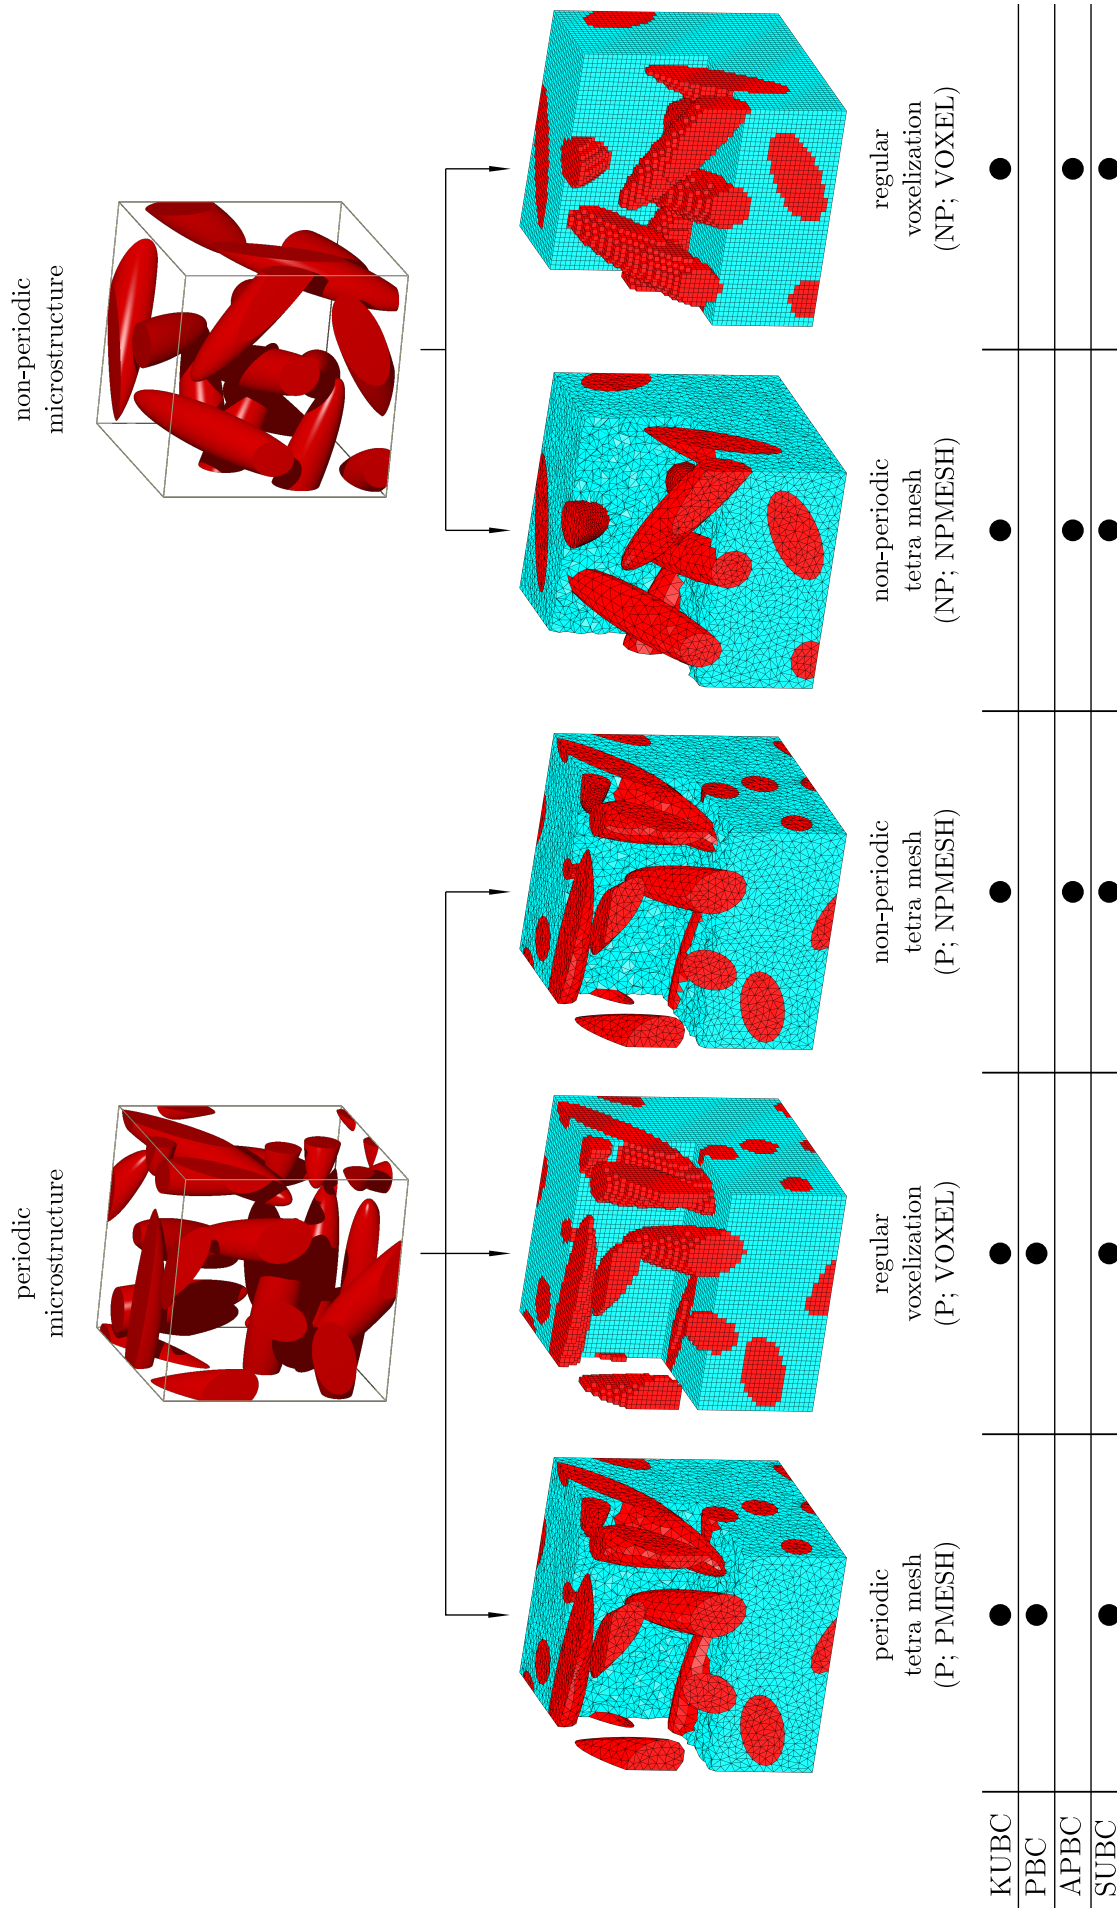 periodic
microstructure
non-periodic
microstructure
periodic
tetra mesh
(P; PMESH)
regular
voxelization
(P; VOXEL)
non-periodic
tetra mesh
(P; NPMESH)
non-periodic
tetra mesh
(NP; NPMESH)
regular
voxelization
(NP; VOXEL)
KUBC
PBC
APBC
SUBC